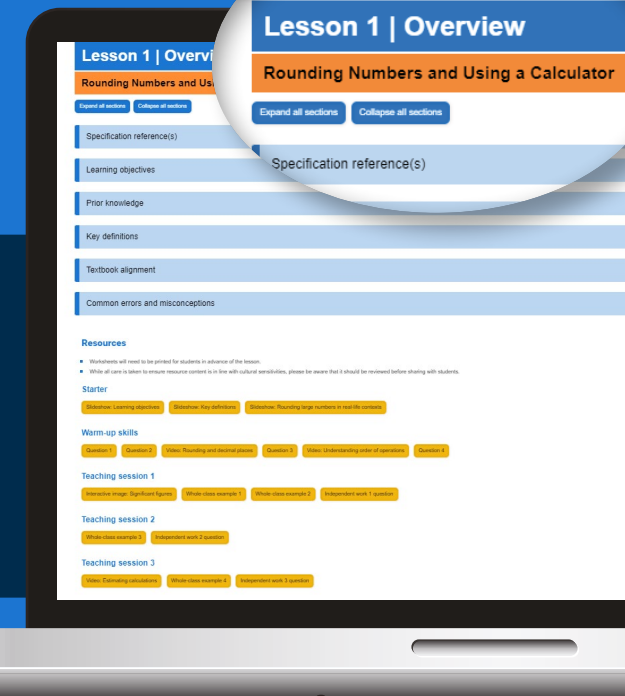 Lesson 1 | Overview
Rounding Numbers and Using a Calculator
Expand all sections Collapse all sections
Specification reference(s)
Lesson 1 | Overvi
Rounding Numbers and Us
Expand all sections Collapse all sections
Specification reference(s)
Learning objectives
Prior knowledge
Key definitions
Textbook alignment
Common errors and misconceptions
Resources
Worksheets will need to be printed for students in advance of the lesson.
While all care is taken to ensure resource content is in line with cultural sensitivities, please be aware that it should be reviewed before sharing with students.
Starter
Slideshow: Learning objectives Slideshow: Key definitions Slideshow: Rounding large numbers in real-life contexts
Warm-up skills
Question 1 Question 2 Video: Rounding and decimal places Question 3 Video: Understanding order of operations Question 4
Teaching session 1
Interactive image: Significant figures Whole-class example 1 Whole-class example 2 Independent work 1 question
Teaching session 2
Whole-class example 3 Independent work 2 question
Teaching session 3
Video: Estimating calculations Whole-class example 4 Independent work 3 question